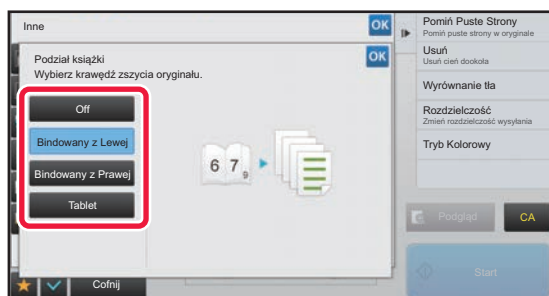 Inne
OK
Podział książki
Wybierz krawędź zszycia oryginału.
OK
Off
Bindowany z Lewej
Bindowany z Prawej
Tablet
6 7 9
Cofnij
Pomiń Puste Strony
Pomiń puste strony w oryginale
Usuń
Usuń cień dookoła
Wyrównanie tła
Rozdzielczość
Zmień rozdzielczość wysyłania
Tryb Kolorowy
Podgląd
CA
Start